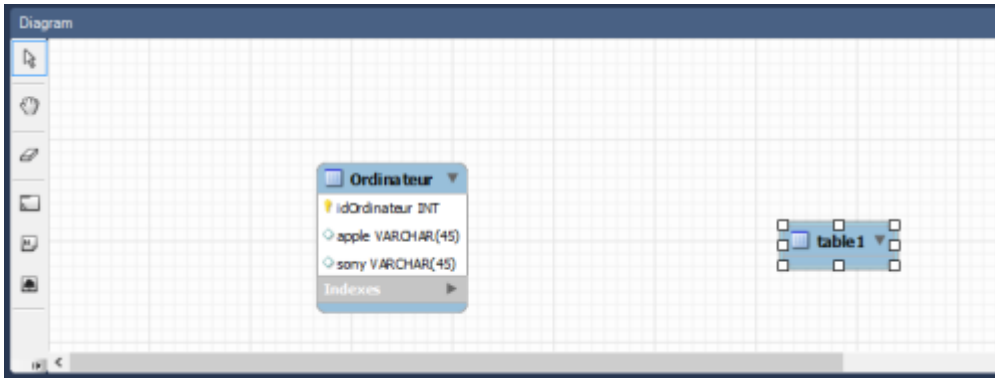 Diagram
Ordinateur
idOrdinateur INT
apple VARCHAR(45)
sony VARCHAR(45)
Indexes
table1